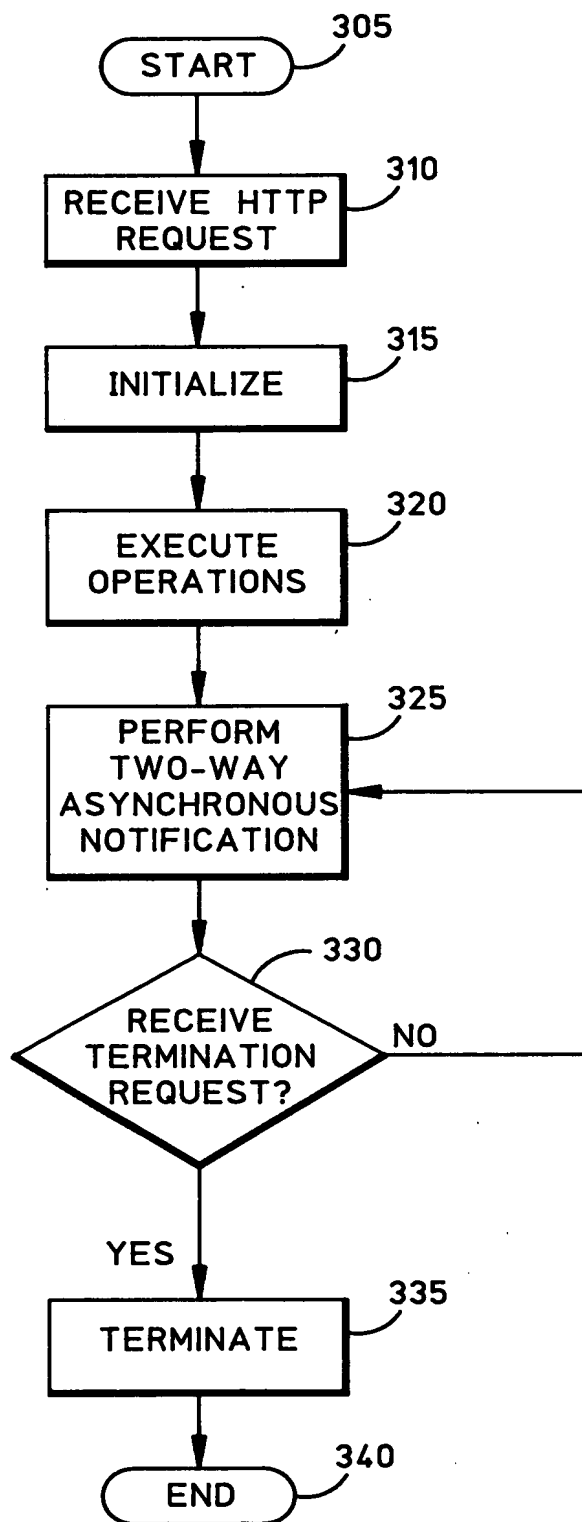 305
START
310
RECEIVE HTTP
REQUEST
315
INITIALIZE
320
EXECUTE
OPERATIONS
325
PERFORM
TWO-WAY
ASYNCHRONOUS
NOTIFICATION
330
RECEIVE
TERMINATION
REQUEST?
NO
YES
335
TERMINATE
340
END